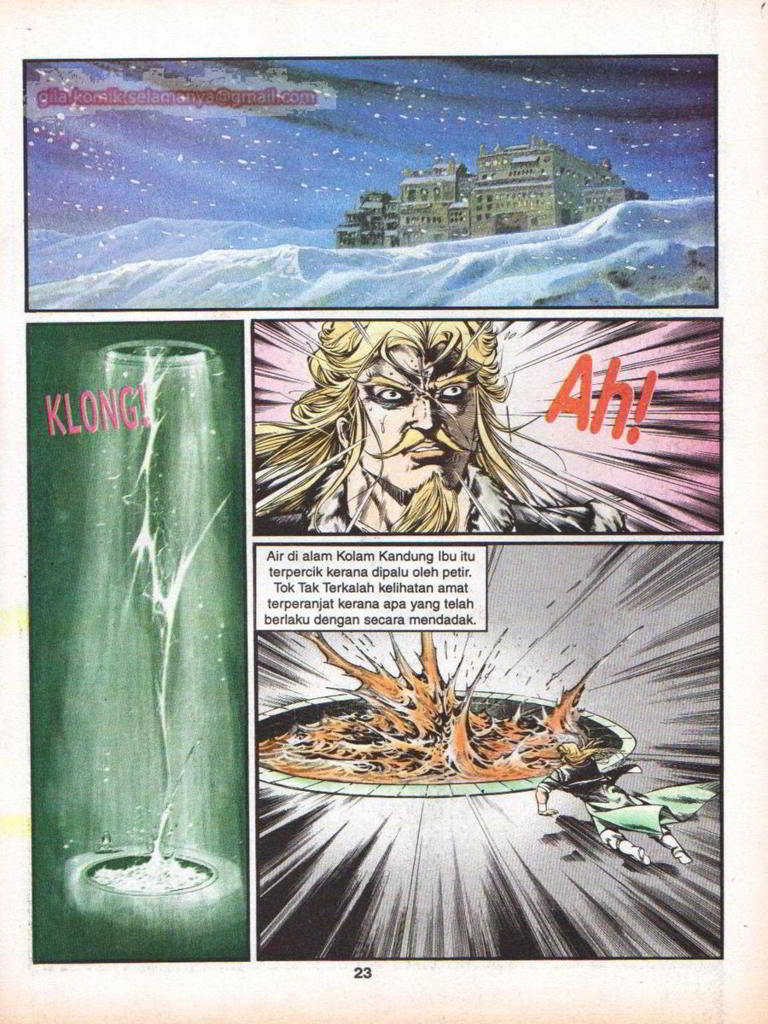 gila.komik.selamanya@gmail.com
KLONG!
Ah!
Air di alam Kolam Kandung Ibu itu
terpercik kerana dipalu oleh petir.
Tok Tak Terkalah kelihatan amat
terperanjat kerana apa yang telah
berlaku dengan secara mendadak.
23